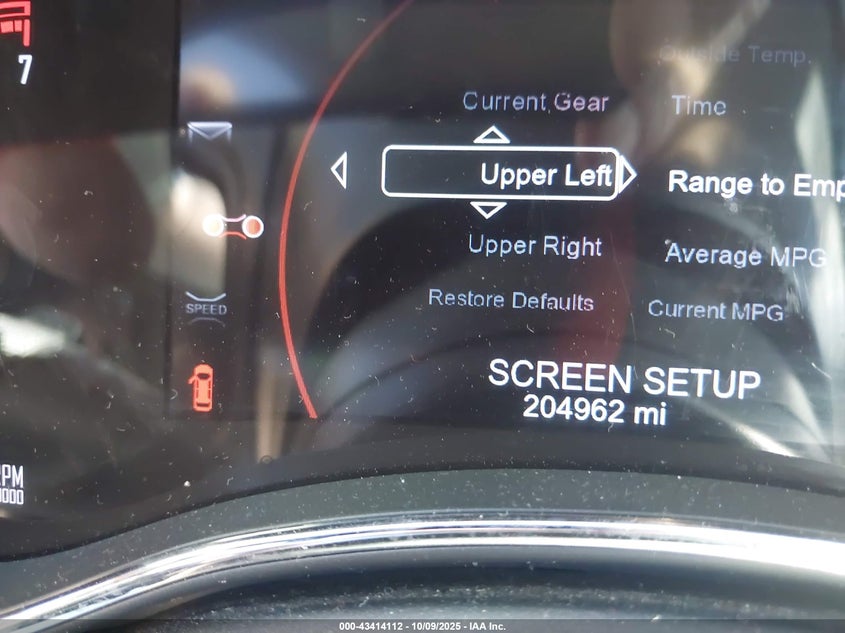 7
Outside Temp.
Current Gear
Time
Upper Left
Range to Emp
Upper Right
Average MPG
Restore Defaults
Current MPG
SPEED
SCREEN SETUP
204962 mi
RPM
000-43414112 - 10/09/2025 - IAA Inc.